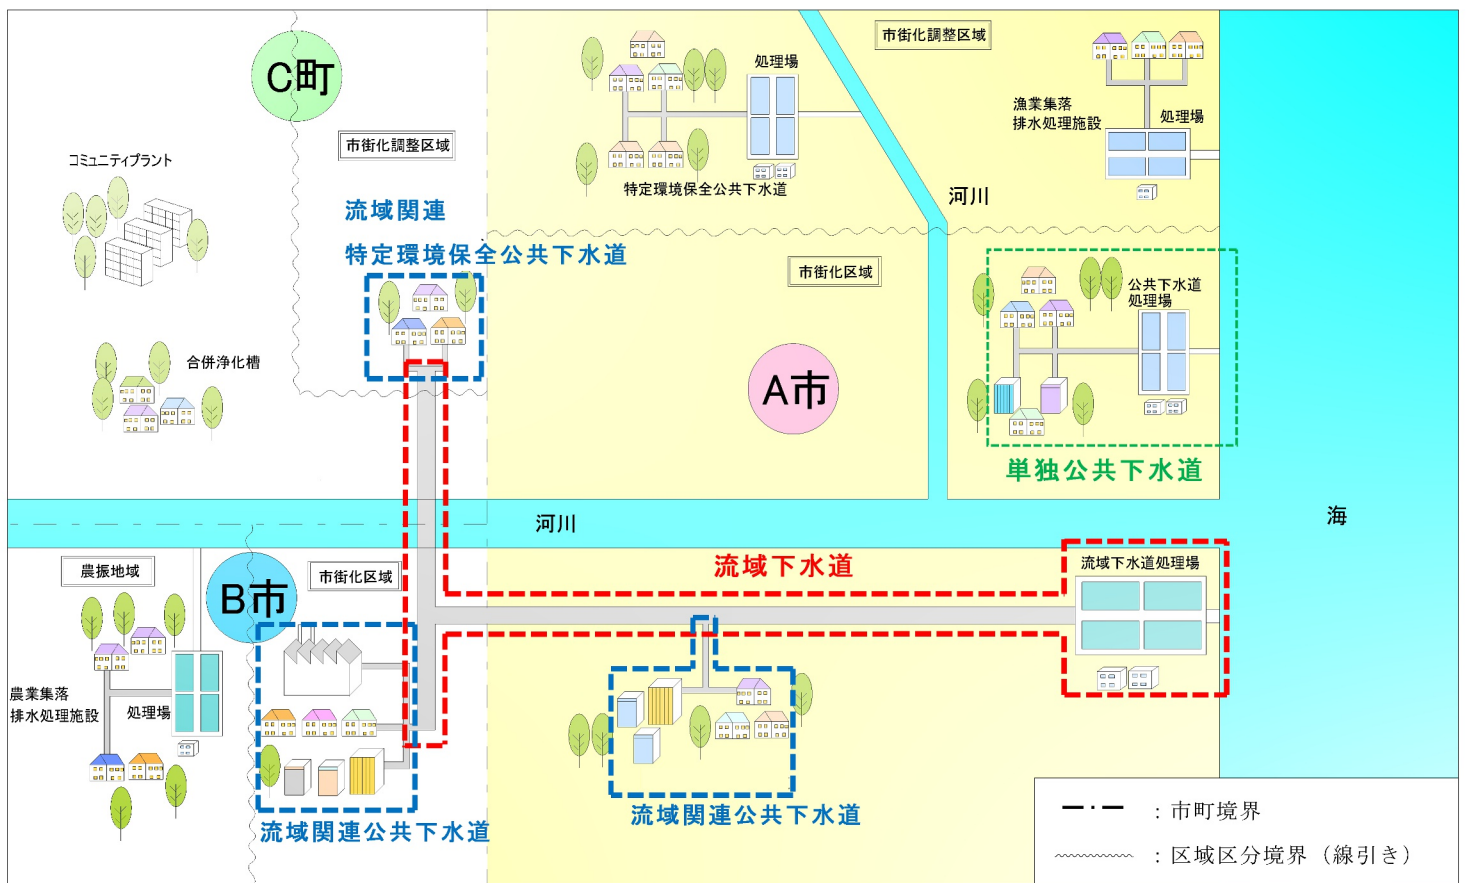 C町
市街化調整区域
コミュニティプラント
流域関連
特定環境保全公共下水道
合併浄化槽
処理場
特定環境保全公共下水道
市街化調整区域
漁業集落
排水処理施設
処理場
河川
市街化区域
A市
公共下水道
処理場
単独公共下水道
河川
海
農振地域
B市
市街化区域
流域下水道
流域下水道処理場
農業集落
排水処理施設
処理場
流域関連公共下水道
流域関連公共下水道
：市町境界
：区域区分境界（線引き）